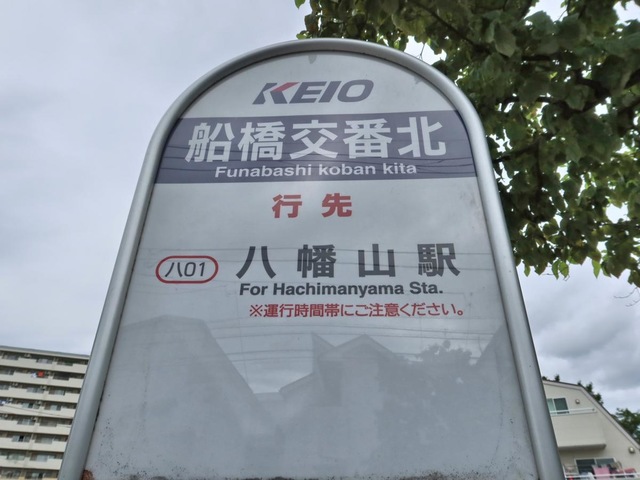 KEIO
船橋交番北
Funabashi koban kita
行先
八01 八幡山駅
For Hachimanyama Sta.
※運行時間帯にご注意ください。